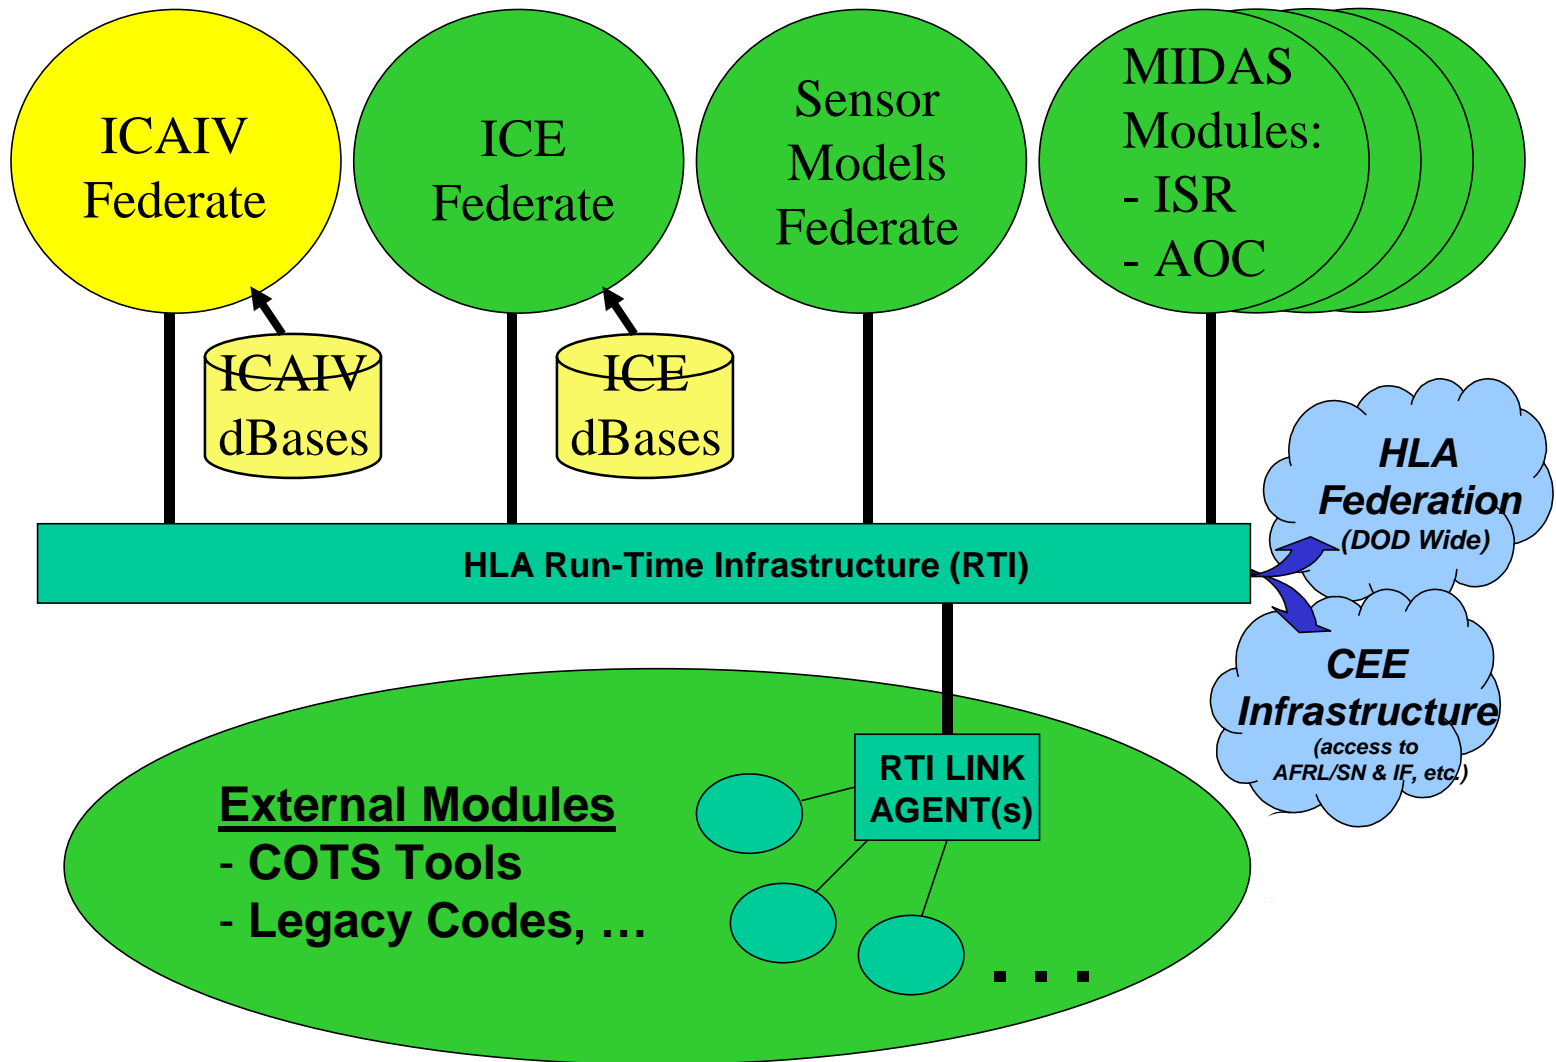 ICAIV
Federate
ICE
Federate
Sensor
Models
Federate
MIDAS
Modules:
- ISR
- AOC
ICAIV
dBases
ICE
dBases
HLA
Federation
(DOD Wide)
HLA Run-Time Infrastructure (RTI)
CEE
Infrastructure
(access to
AFRL/SN & IF, etc.)
RTI LINK
AGENT(s)
External Modules
- COTS Tools
- Legacy Codes, …
. . .